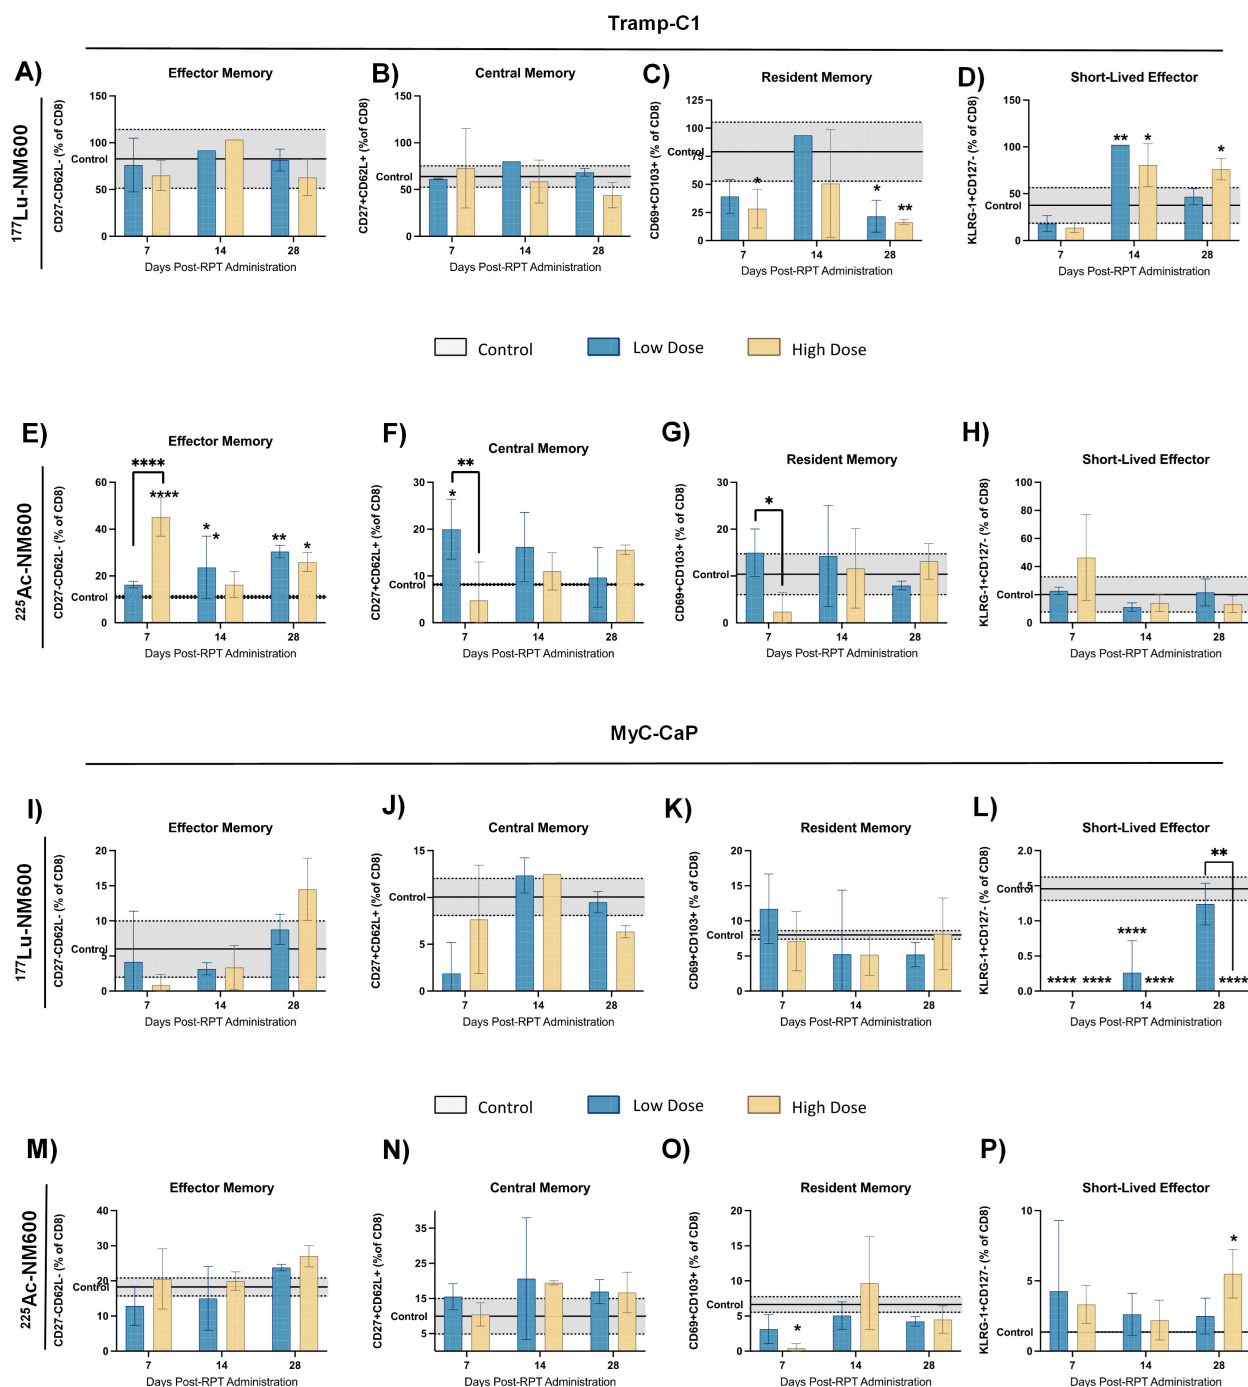 Tramp-C1
A)
Effector Memory
177Lu-NM600
CD27-CD62L- (% of CD8)
150
100
Control
50
0
7 14 28
Days Post-RPT Administration
B)
Central Memory
CD27+CD62L+ (%of CD8)
150
100
Control
50
0
7 14 28
Days Post-RPT Administration
C)
Resident Memory
CD69+CD103+ (% of CD8)
125
100
Control
75
50
25
0
* * **
7 14 28
Days Post-RPT Administration
D)
Short-Lived Effector
KLRG-1+CD127- (% of CD8)
150
100
50
Control
0
** * *
7 14 28
Days Post-RPT Administration
Control Low Dose High Dose
E)
Effector Memory
225Ac-NM600
CD27-CD62L- (% of CD8)
60
40
20
Control
0
****
**** * * ** *
7 14 28
Days Post-RPT Administration
F)
Central Memory
CD27+CD62L+ (%of CD8)
30
20
10
Control
0
**
*
7 14 28
Days Post-RPT Administration
G)
Resident Memory
CD69+CD103+ (% of CD8)
30
20
Control
10
0
*
7 14 28
Days Post-RPT Administration
H)
Short-Lived Effector
KLRG-1+CD127- (% of CD8)
100
80
60
40
20
Control
0
7 14 28
Days Post-RPT Administration
MyC-CaP
I)
Effector Memory
177Lu-NM600
CD27-CD62L- (% of CD8)
20
15
10
Control
5
0
7 14 28
Days Post-RPT Administration
J)
Central Memory
CD27+CD62L+ (% of CD8)
15
10
Control
5
0
7 14 28
Days Post-RPT Administration
K)
Resident Memory
CD69+CD103+ (% of CD8)
20
15
10
Control
5
0
7 14 28
Days Post-RPT Administration
L)
Short-Lived Effector
KLRG-1+CD127- (% of CD8)
2.0
1.5
Control
1.0
0.5
0.0
**
****
**** **** **** ****
7 14 28
Days Post-RPT Administration
Control Low Dose High Dose
M)
Effector Memory
225Ac-NM600
CD27-CD62L- (% of CD8)
40
30
20
Control
10
0
7 14 28
Days Post-RPT Administration
N)
Central Memory
CD27+CD62L+ (%of CD8)
25
20
15
10
Control
5
0
7 14 28
Days Post-RPT Administration
O)
Resident Memory
CD69+CD103+ (% of CD8)
20
15
10
Control
5
0
*
7 14 28
Days Post-RPT Administration
P)
Short-Lived Effector
KLRG-1+CD127- (% of CD8)
10
5
Control
0
*
7 14 28
Days Post-RPT Administration